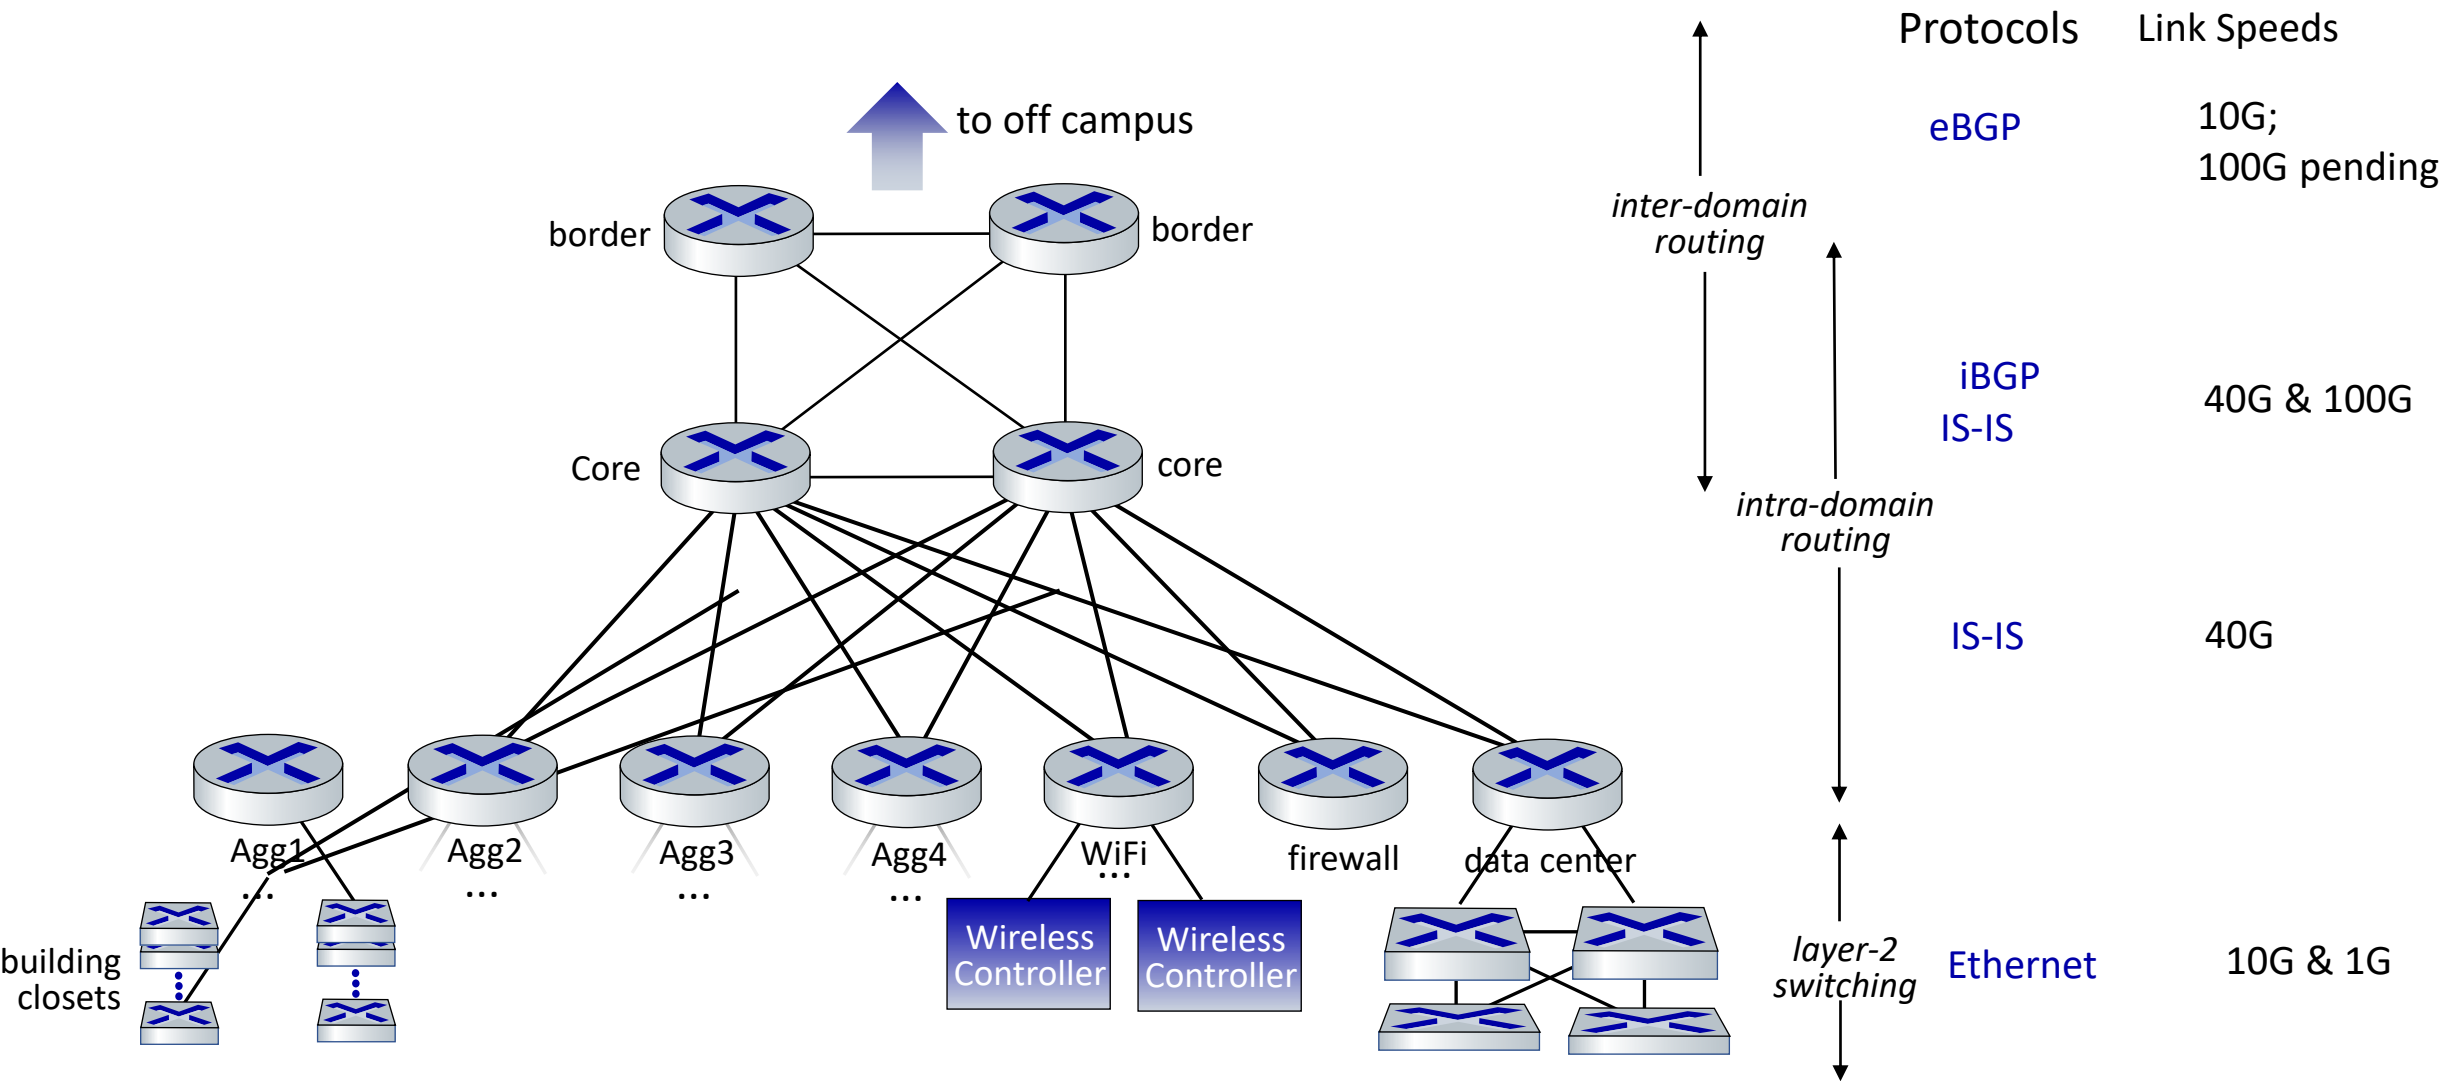 Protocols
Link Speeds
to off campus
eBGP
10G;
100G pending
border
border
inter-domain
routing
iBGP
IS-IS
40G & 100G
Core
core
intra-domain
routing
IS-IS
40G
Agg1
Agg2
Agg3
Agg4
WiFi
firewall
data center
...
...
...
...
...
building
closets
Wireless
Controller
Wireless
Controller
layer-2
switching
Ethernet
10G & 1G